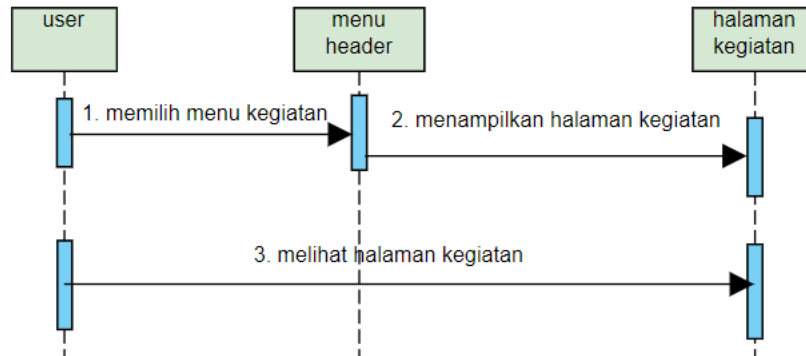 user
menu
header
halaman
kegiatan
1. memilih menu kegiatan
2. menampilkan halaman kegiatan
3. melihat halaman kegiatan